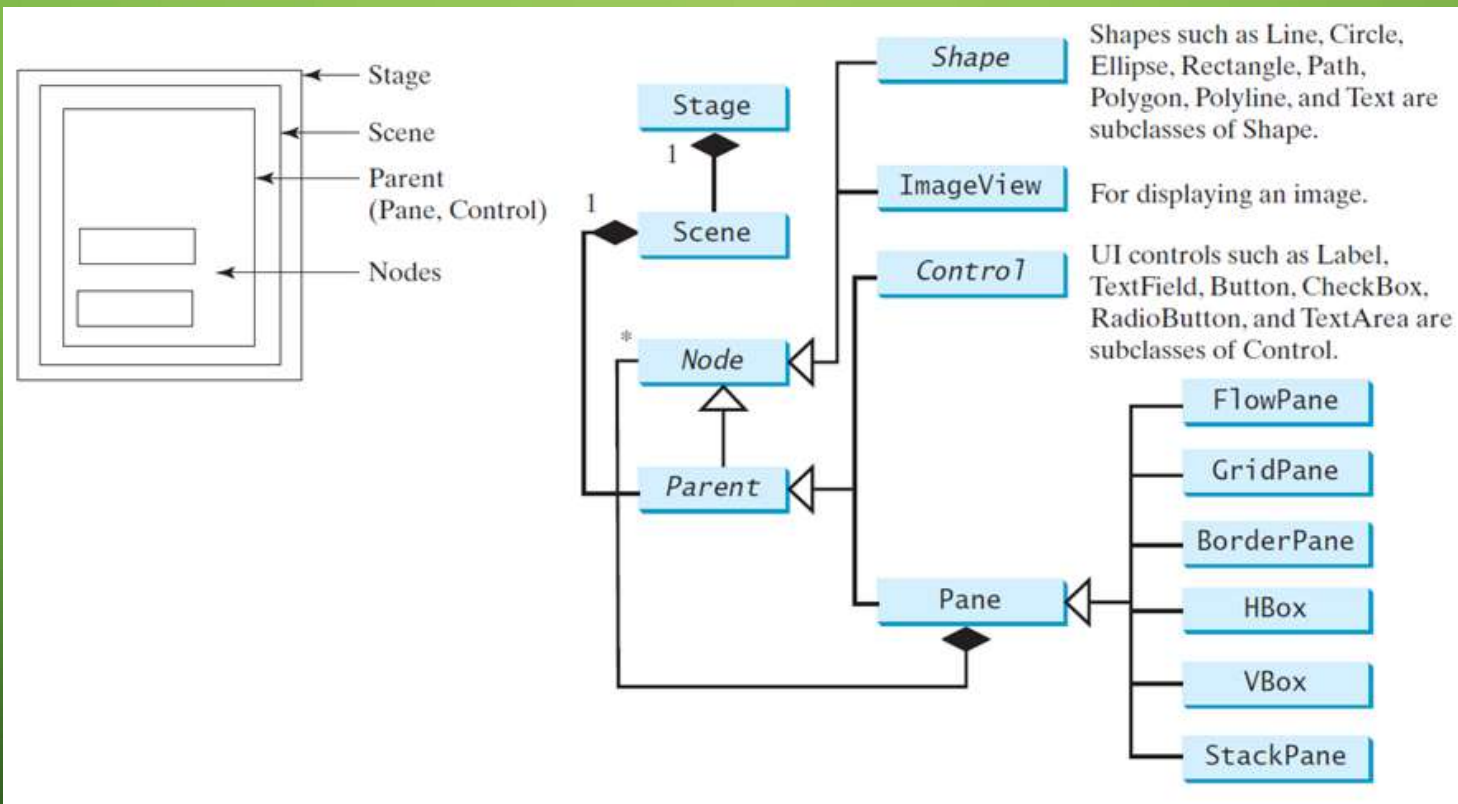 Stage
Scene
Parent
(Pane, Control)
Nodes
Stage
1
1
Scene
*
Node
Parent
Shape
Shapes such as Line, Circle,
Ellipse, Rectangle, Path,
Polygon, Polyline, and Text are
subclasses of Shape.
ImageView
For displaying an image.
Control
UI controls such as Label,
TextField, Button, CheckBox,
RadioButton, and TextArea are
subclasses of Control.
Pane
FlowPane
GridPane
BorderPane
HBox
VBox
StackPane